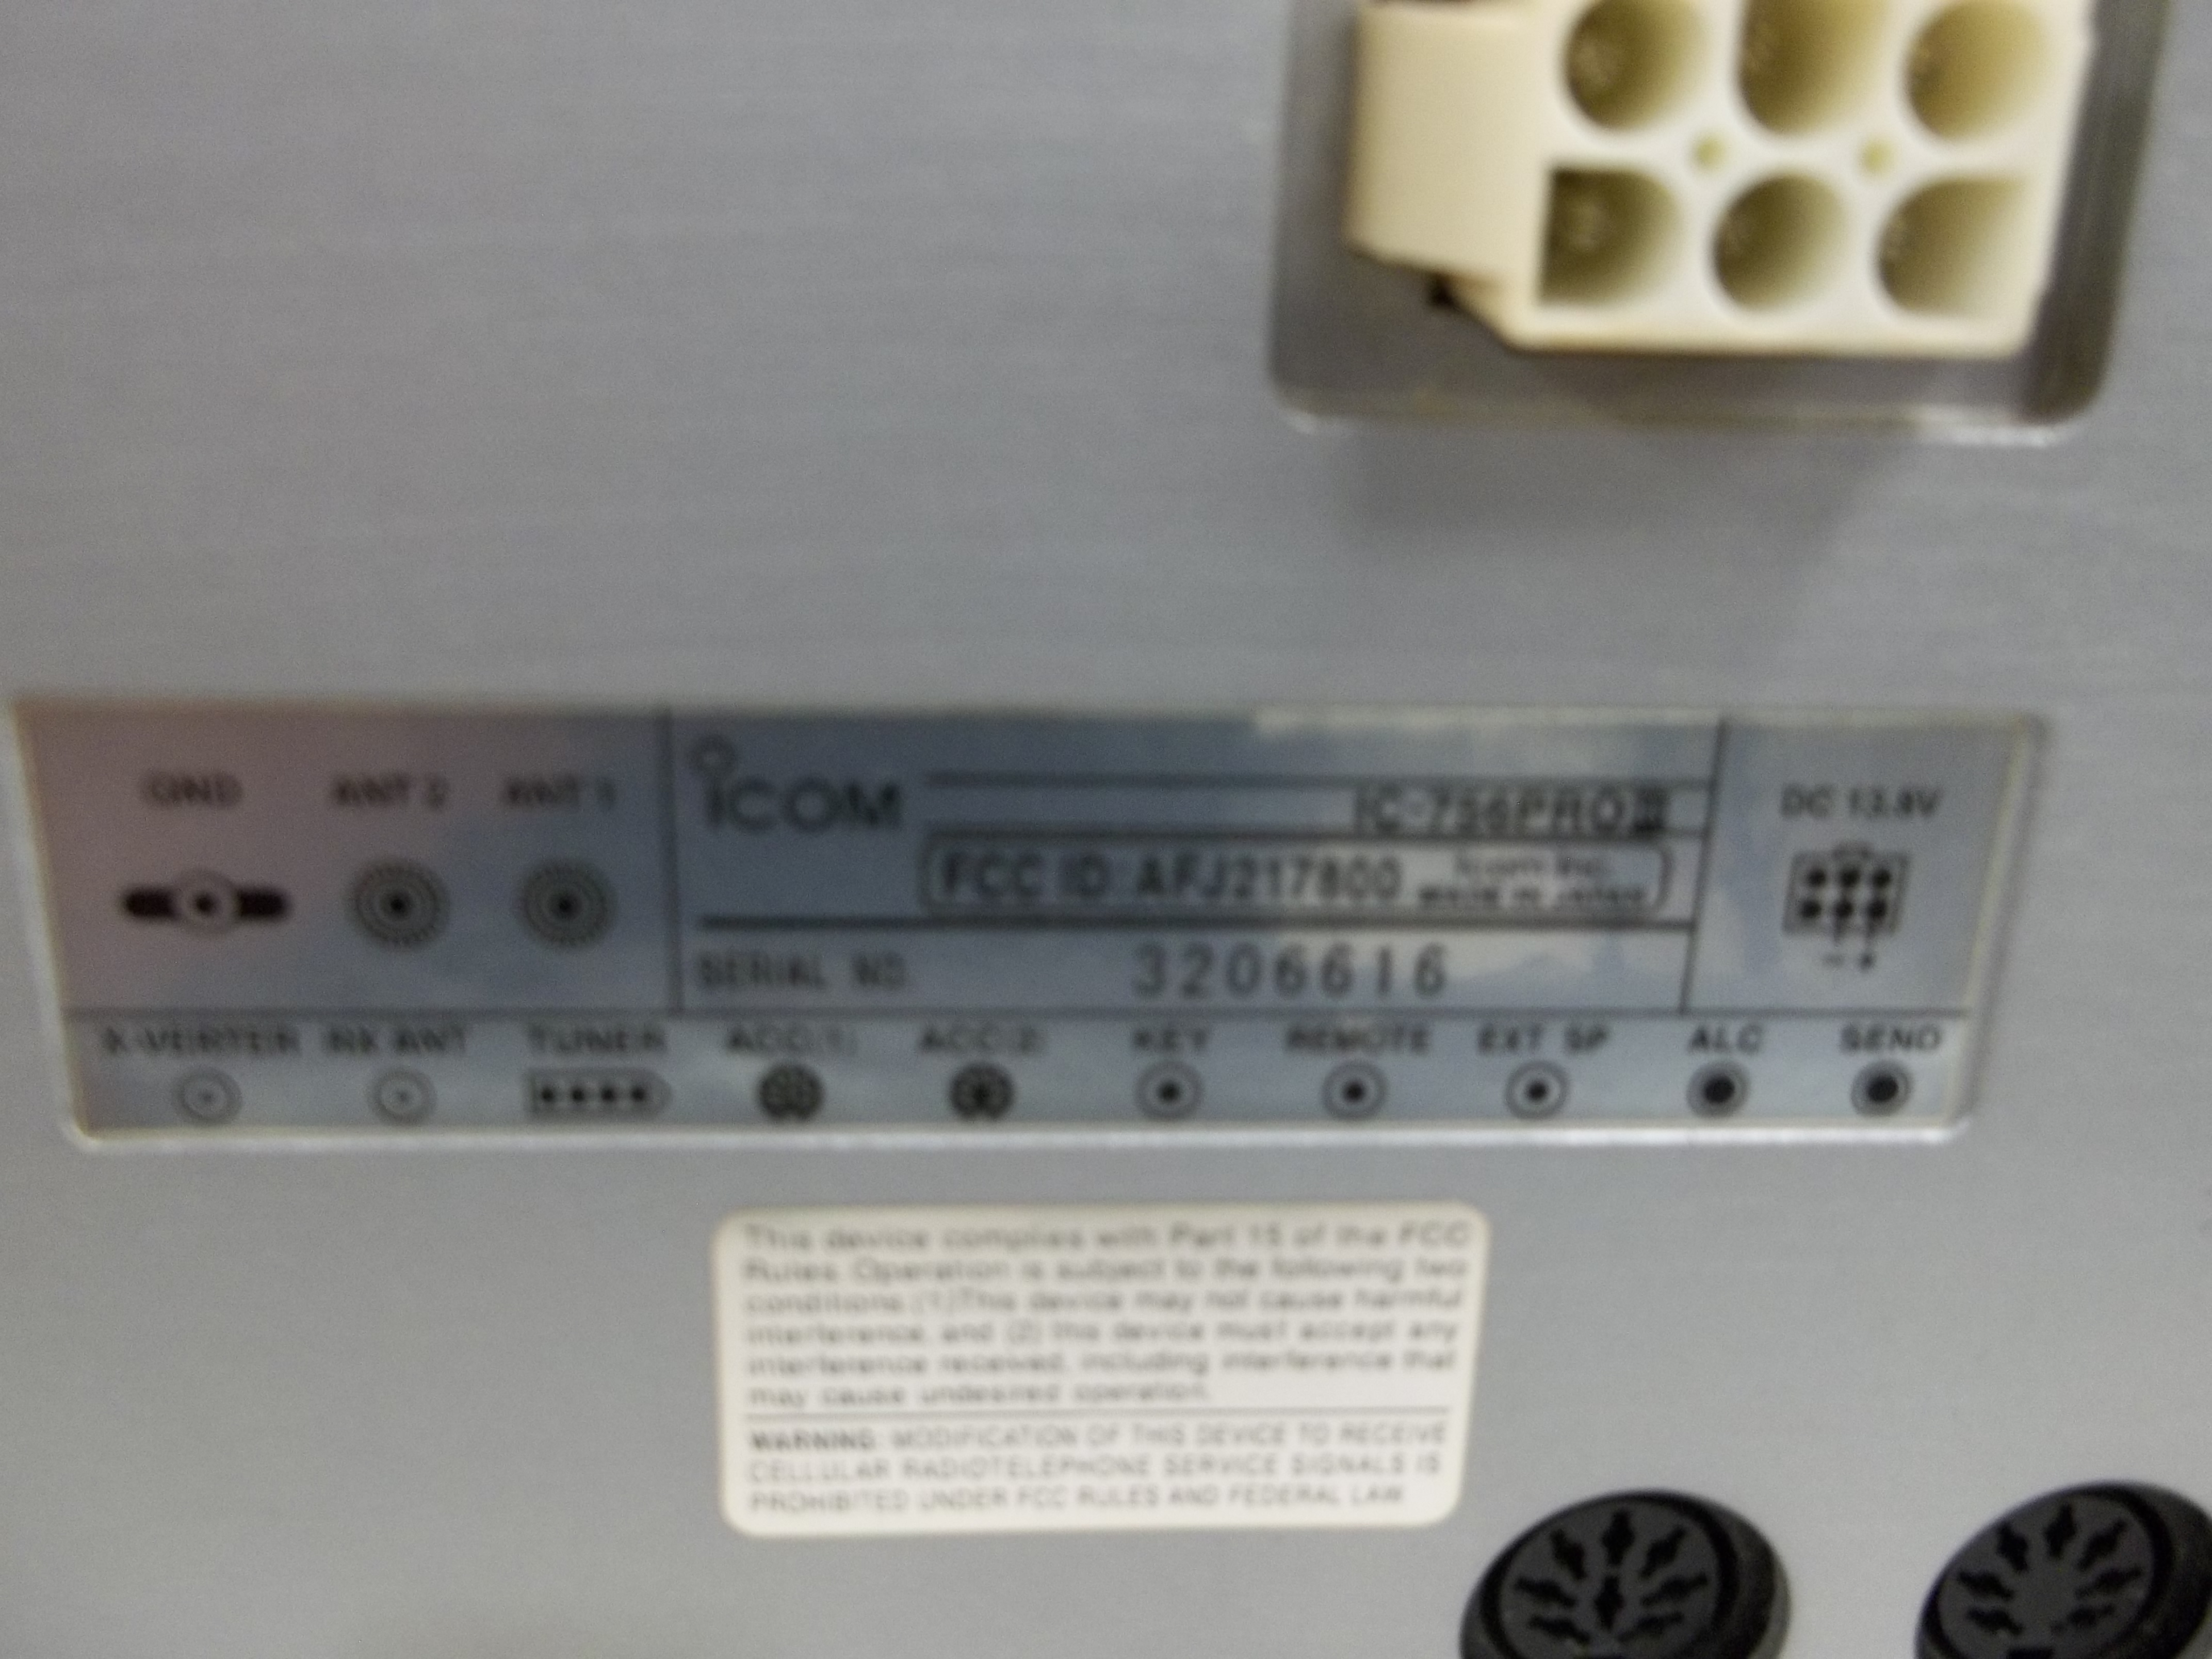 GND ANT 2 ANT 1
ICOM
IC-756PROIII
FCC ID: AFJ217800 Icom Inc. MADE IN JAPAN
DC 13.8V
- +
SERIAL NO. 3206616
X-VERTER RX ANT TUNER ACC(1) ACC(2) KEY REMOTE EXT SP ALC SEND
This device complies with Part 15 of the FCC
Rules. Operation is subject to the following two
conditions:(1)This device may not cause harmful
interference, and (2) this device must accept any
interference received, including interference that
may cause undesired operation.
WARNING: MODIFICATION OF THIS DEVICE TO RECEIVE
CELLULAR RADIOTELEPHONE SERVICE SIGNALS IS
PROHIBITED UNDER FCC RULES AND FEDERAL LAW.